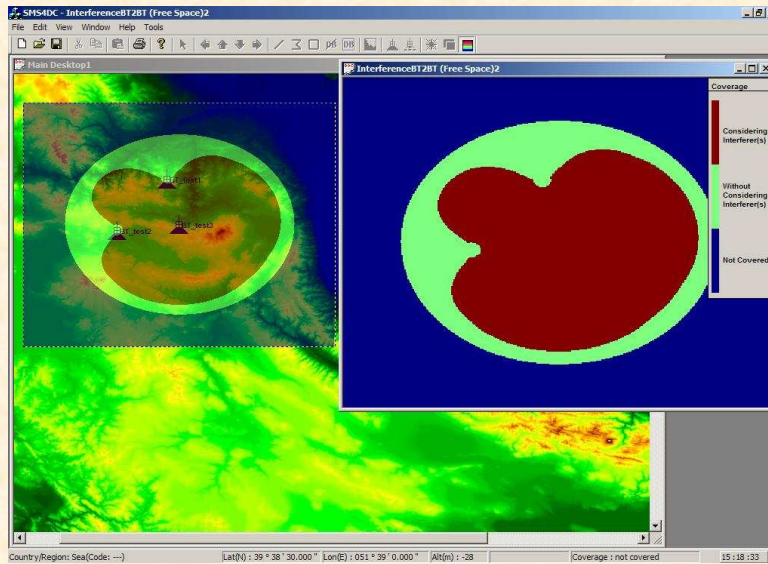 SMS4DC - InterferenceBT2BT (Free Space)2
File Edit View Window Help Tools
Main Desktop1
InterferenceBT2BT (Free Space)2
Coverage
Considering
Interferer(s)
Without
Considering
Interferer(s)
Not Covered
BT_test1
BT_test2
BT_test3
Country/Region: Sea(Code: ---)
Lat(N) : 39 ° 38 ' 30.000 "
Lon(E) : 051 ° 39 ' 0.000 "
Alt(m) : -28
Coverage : not covered
15 : 18 : 33